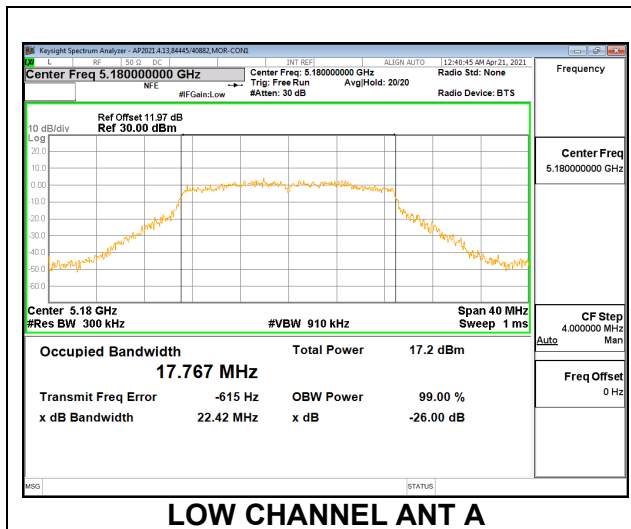 Keysight Spectrum Analyzer - AP2021.4.13,84445/40882,MOR-CON1
L RF 50 Ω DC INT REF ALIGN AUTO 12:40:45 AM Apr 21, 2021
Center Freq 5.180000000 GHz
NFE
#IFGain:Low
Center Freq: 5.180000000 GHz
Trig: Free Run Avg|Hold: 20/20
#Atten: 30 dB
Radio Std: None
Radio Device: BTS
Frequency
Ref Offset 11.97 dB
10 dB/div Ref 30.00 dBm
Log
20.0
10.0
0.00
-10.0
-20.0
-30.0
-40.0
-50.0
-60.0
Center Freq
5.180000000 GHz
Center 5.18 GHz Span 40 MHz
#Res BW 300 kHz #VBW 910 kHz Sweep 1 ms
CF Step
4.000000 MHz
Auto Man
Freq Offset
0 Hz
Occupied Bandwidth Total Power 17.2 dBm
17.767 MHz
Transmit Freq Error -615 Hz OBW Power 99.00 %
x dB Bandwidth 22.42 MHz x dB -26.00 dB
MSG STATUS
LOW CHANNEL ANT A